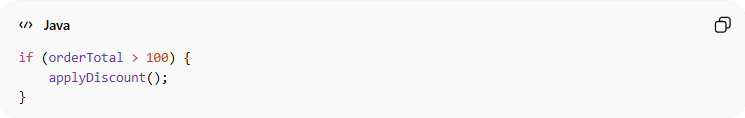 Java
if (orderTotal > 100) {
    applyDiscount();
}